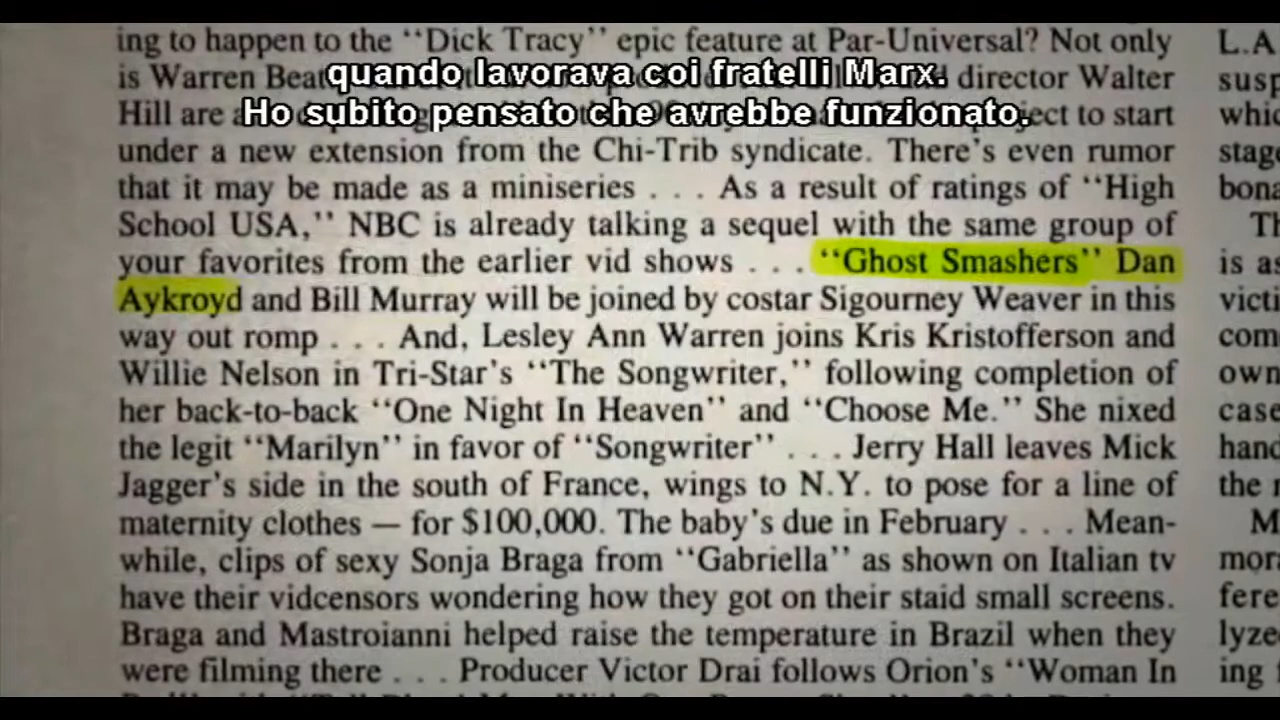 ing to happen to the ‘‘Dick Tracy’’ epic feature at Par-Universal? Not only
quando lavorava coi fratelli Marx.
is Warren director Walter
Ho subito pensato che avrebbe funzionato.
Hill are to start
under a new extension from the Chi-Trib syndicate. There's even rumor
that it may be made as a miniseries . . . As a result of ratings of ‘‘High
School USA,’’ NBC is already talking a sequel with the same group of
your favorites from the earlier vid shows . . . ‘‘Ghost Smashers’’ Dan
Aykroyd and Bill Murray will be joined by costar Sigourney Weaver in this
way out romp . . . And, Lesley Ann Warren joins Kris Kristofferson and
Willie Nelson in Tri-Star's ‘‘The Songwriter,’’ following completion of
her back-to-back ‘‘One Night In Heaven’’ and ‘‘Choose Me.’’ She nixed
the legit ‘‘Marilyn’’ in favor of ‘‘Songwriter’’ . . . Jerry Hall leaves Mick
Jagger's side in the south of France, wings to N.Y. to pose for a line of
maternity clothes — for $100,000. The baby's due in February . . . Mean-
while, clips of sexy Sonja Braga from ‘‘Gabriella’’ as shown on Italian tv
have their vidcensors wondering how they got on their staid small screens.
Braga and Mastroianni helped raise the temperature in Brazil when they
were filming there . . . Producer Victor Drai follows Orion's ‘‘Woman In
L.A
susp
whic
stage
bona
Th
is as
victi
com
own
case
hand
the
M
mor
fere
lyze
ing